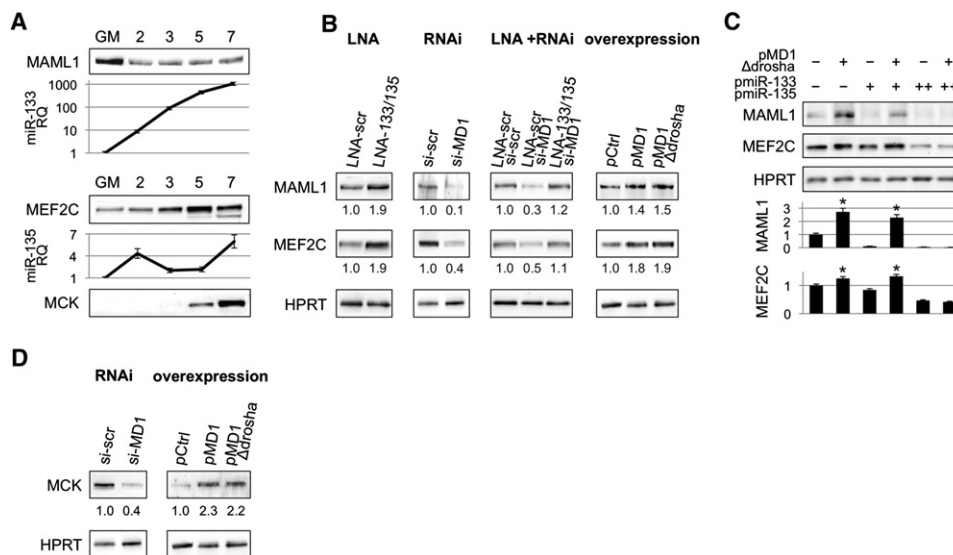 A
GM 2 3 5 7
MAML1
miR-133
RQ
1000
100
10
1
GM 2 3 5 7
MEF2C
miR-135
RQ
7
4
1
MCK
B
LNA RNAi LNA +RNAi overexpression
LNA-scr
LNA-133/135
si-scr
si-MD1
LNA-scr
si-scr
LNA-scr
si-MD1
LNA-133/135
si-MD1
pCtrl
pMD1
pMD1
Δdrosha
MAML1
1.0 1.9 1.0 0.1 1.0 0.3 1.2 1.0 1.4 1.5
MEF2C
1.0 1.9 1.0 0.4 1.0 0.5 1.1 1.0 1.8 1.9
HPRT
C
pMD1
Δdrosha
– + – + – +
pmiR-133
pmiR-135
– – + + ++ ++
MAML1
MEF2C
HPRT
MAML1
3
2
1
0
* *
MEF2C
1
0
* *
D
RNAi overexpression
si-scr
si-MD1
pCtrl
pMD1
pMD1
Δdrosha
MCK
1.0 0.4 1.0 2.3 2.2
HPRT